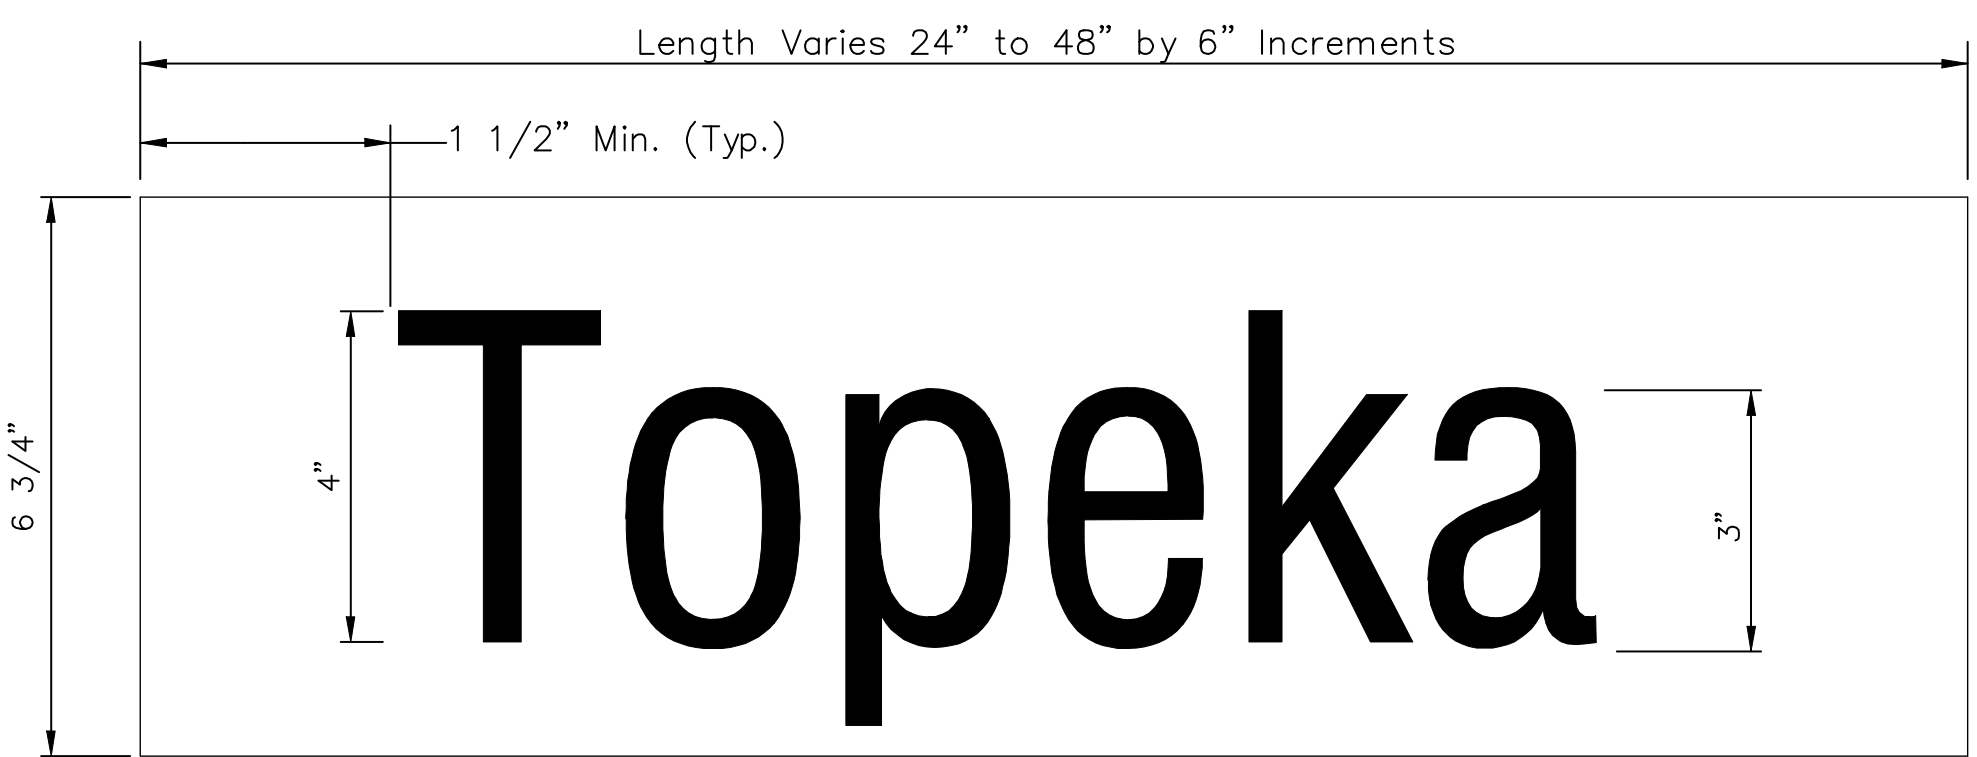 Length Varies 24” to 48” by 6” Increments
1 1/2” Min. (Typ.)
6 3/4”
4”
Topeka
3”